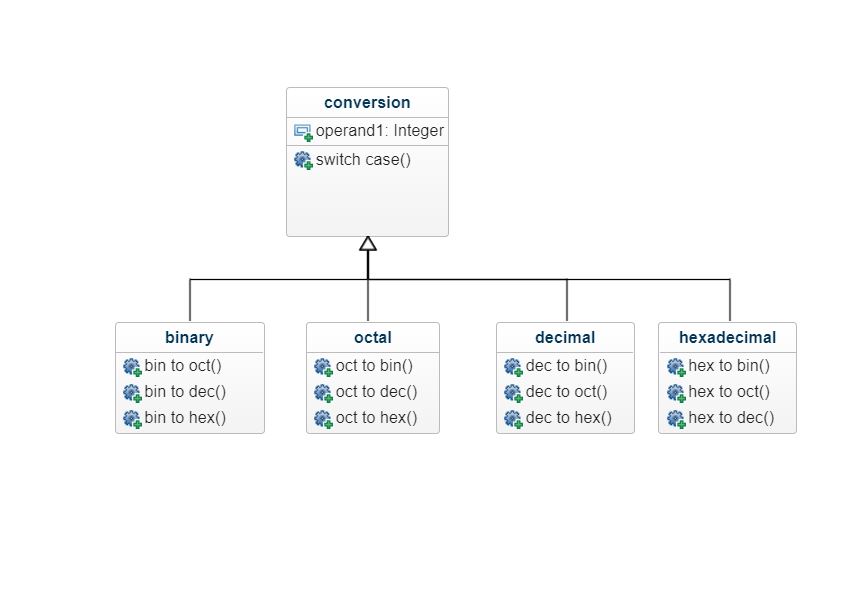 conversion
operand1: Integer
switch case()
binary
bin to oct()
bin to dec()
bin to hex()
octal
oct to bin()
oct to dec()
oct to hex()
decimal
dec to bin()
dec to oct()
dec to hex()
hexadecimal
hex to bin()
hex to oct()
hex to dec()